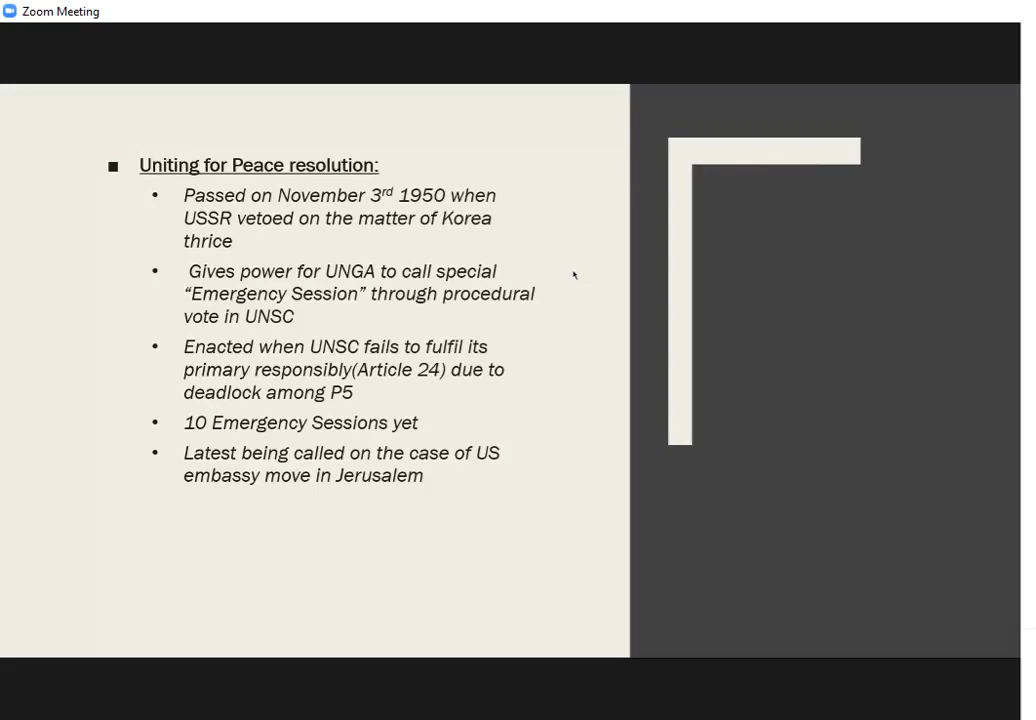 Zoom Meeting
■ Uniting for Peace resolution:
• Passed on November 3rd 1950 when
USSR vetoed on the matter of Korea
thrice
• Gives power for UNGA to call special
“Emergency Session” through procedural
vote in UNSC
• Enacted when UNSC fails to fulfil its
primary responsibly(Article 24) due to
deadlock among P5
• 10 Emergency Sessions yet
• Latest being called on the case of US
embassy move in Jerusalem